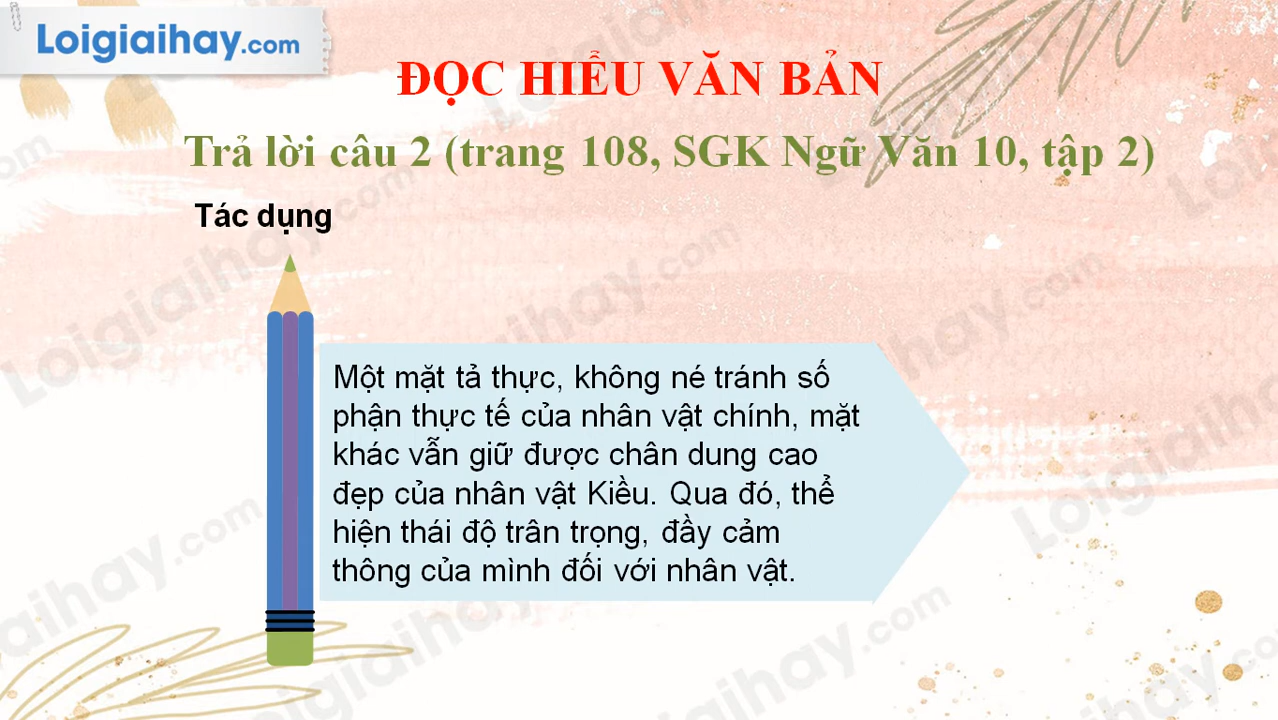 Loigiaihay.com
ĐỌC HIỂU VĂN BẢN
Trả lời câu 2 (trang 108, SGK Ngữ Văn 10, tập 2)
Tác dụng
Một mặt tả thực, không né tránh số
phận thực tế của nhân vật chính, mặt
khác vẫn giữ được chân dung cao
đẹp của nhân vật Kiều. Qua đó, thể
hiện thái độ trân trọng, đầy cảm
thông của mình đối với nhân vật.